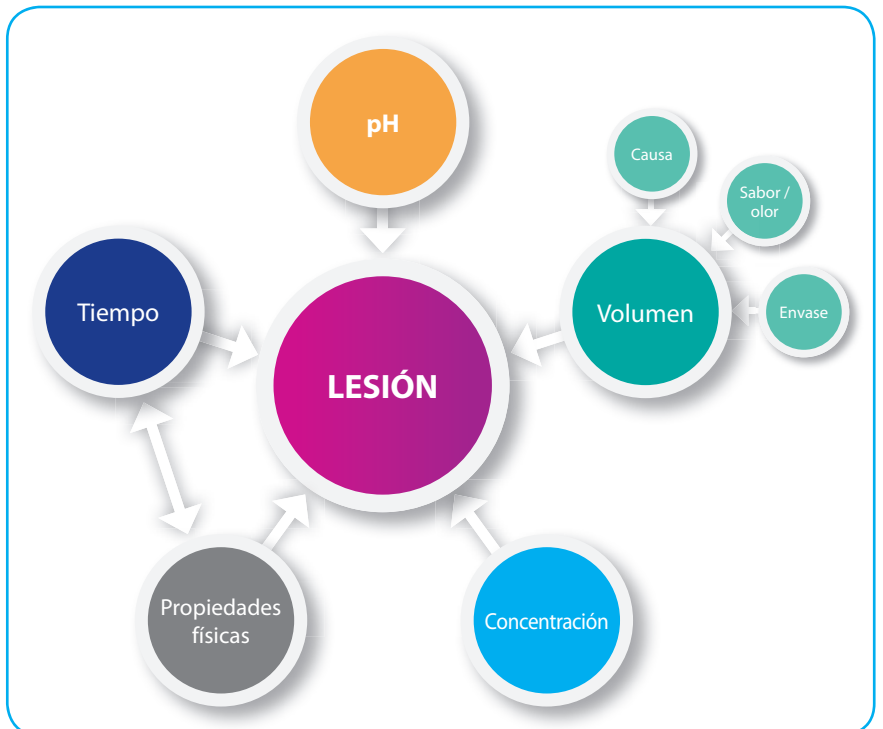 pH
Causa
Sabor /
olor
Envase
Volumen
Tiempo
LESIÓN
Propiedades
físicas
Concentración